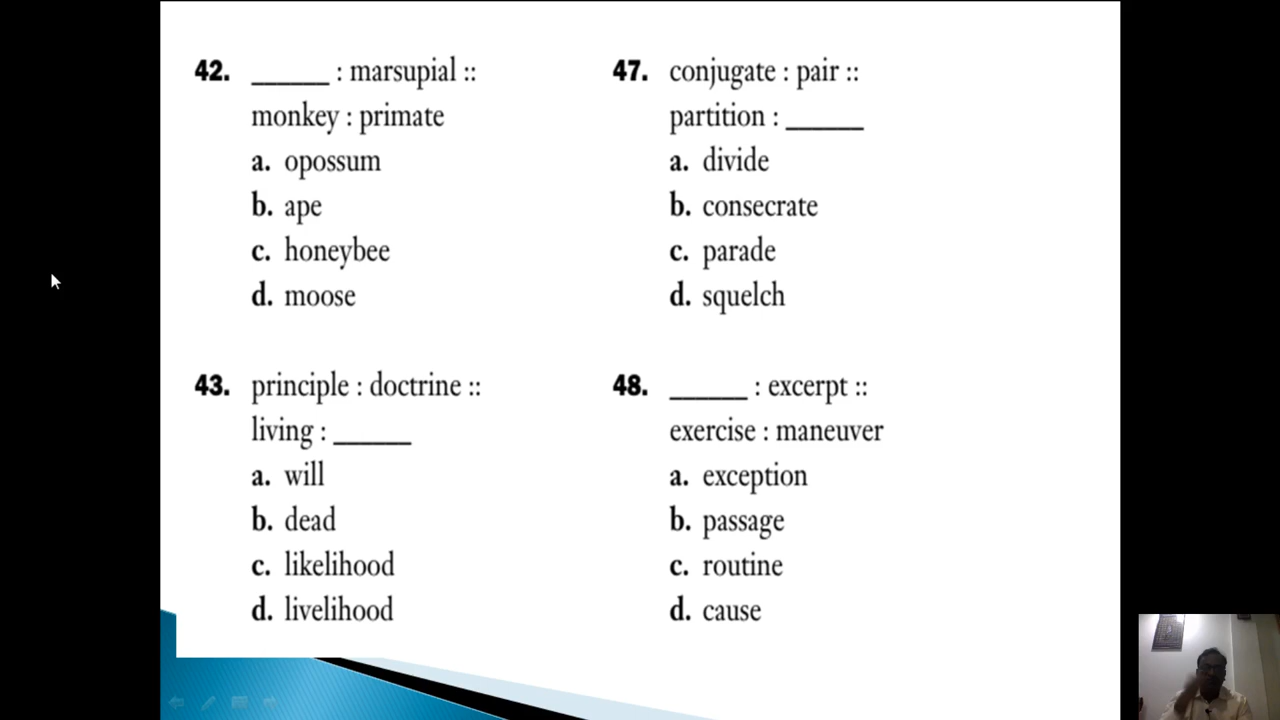 42. ______ : marsupial ::
monkey : primate
a. opossum
b. ape
c. honeybee
d. moose
43. principle : doctrine ::
living : ______
a. will
b. dead
c. likelihood
d. livelihood
47. conjugate : pair ::
partition : ______
a. divide
b. consecrate
c. parade
d. squelch
48. ______ : excerpt ::
exercise : maneuver
a. exception
b. passage
c. routine
d. cause